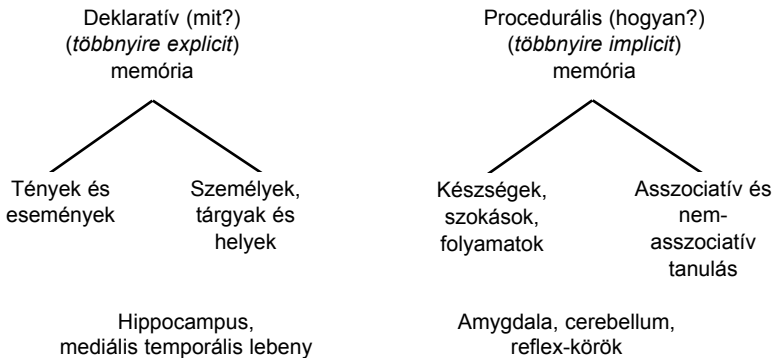 Deklaratív (mit?)
(többnyire explicit)
memória
Tények és
események
Személyek,
tárgyak és
helyek
Hippocampus,
mediális temporális lebeny
Procedurális (hogyan?)
(többnyire implicit)
memória
Készségek,
szokások,
folyamatok
Asszociatív és
nem-
asszociatív
tanulás
Amygdala, cerebellum,
reflex-körök